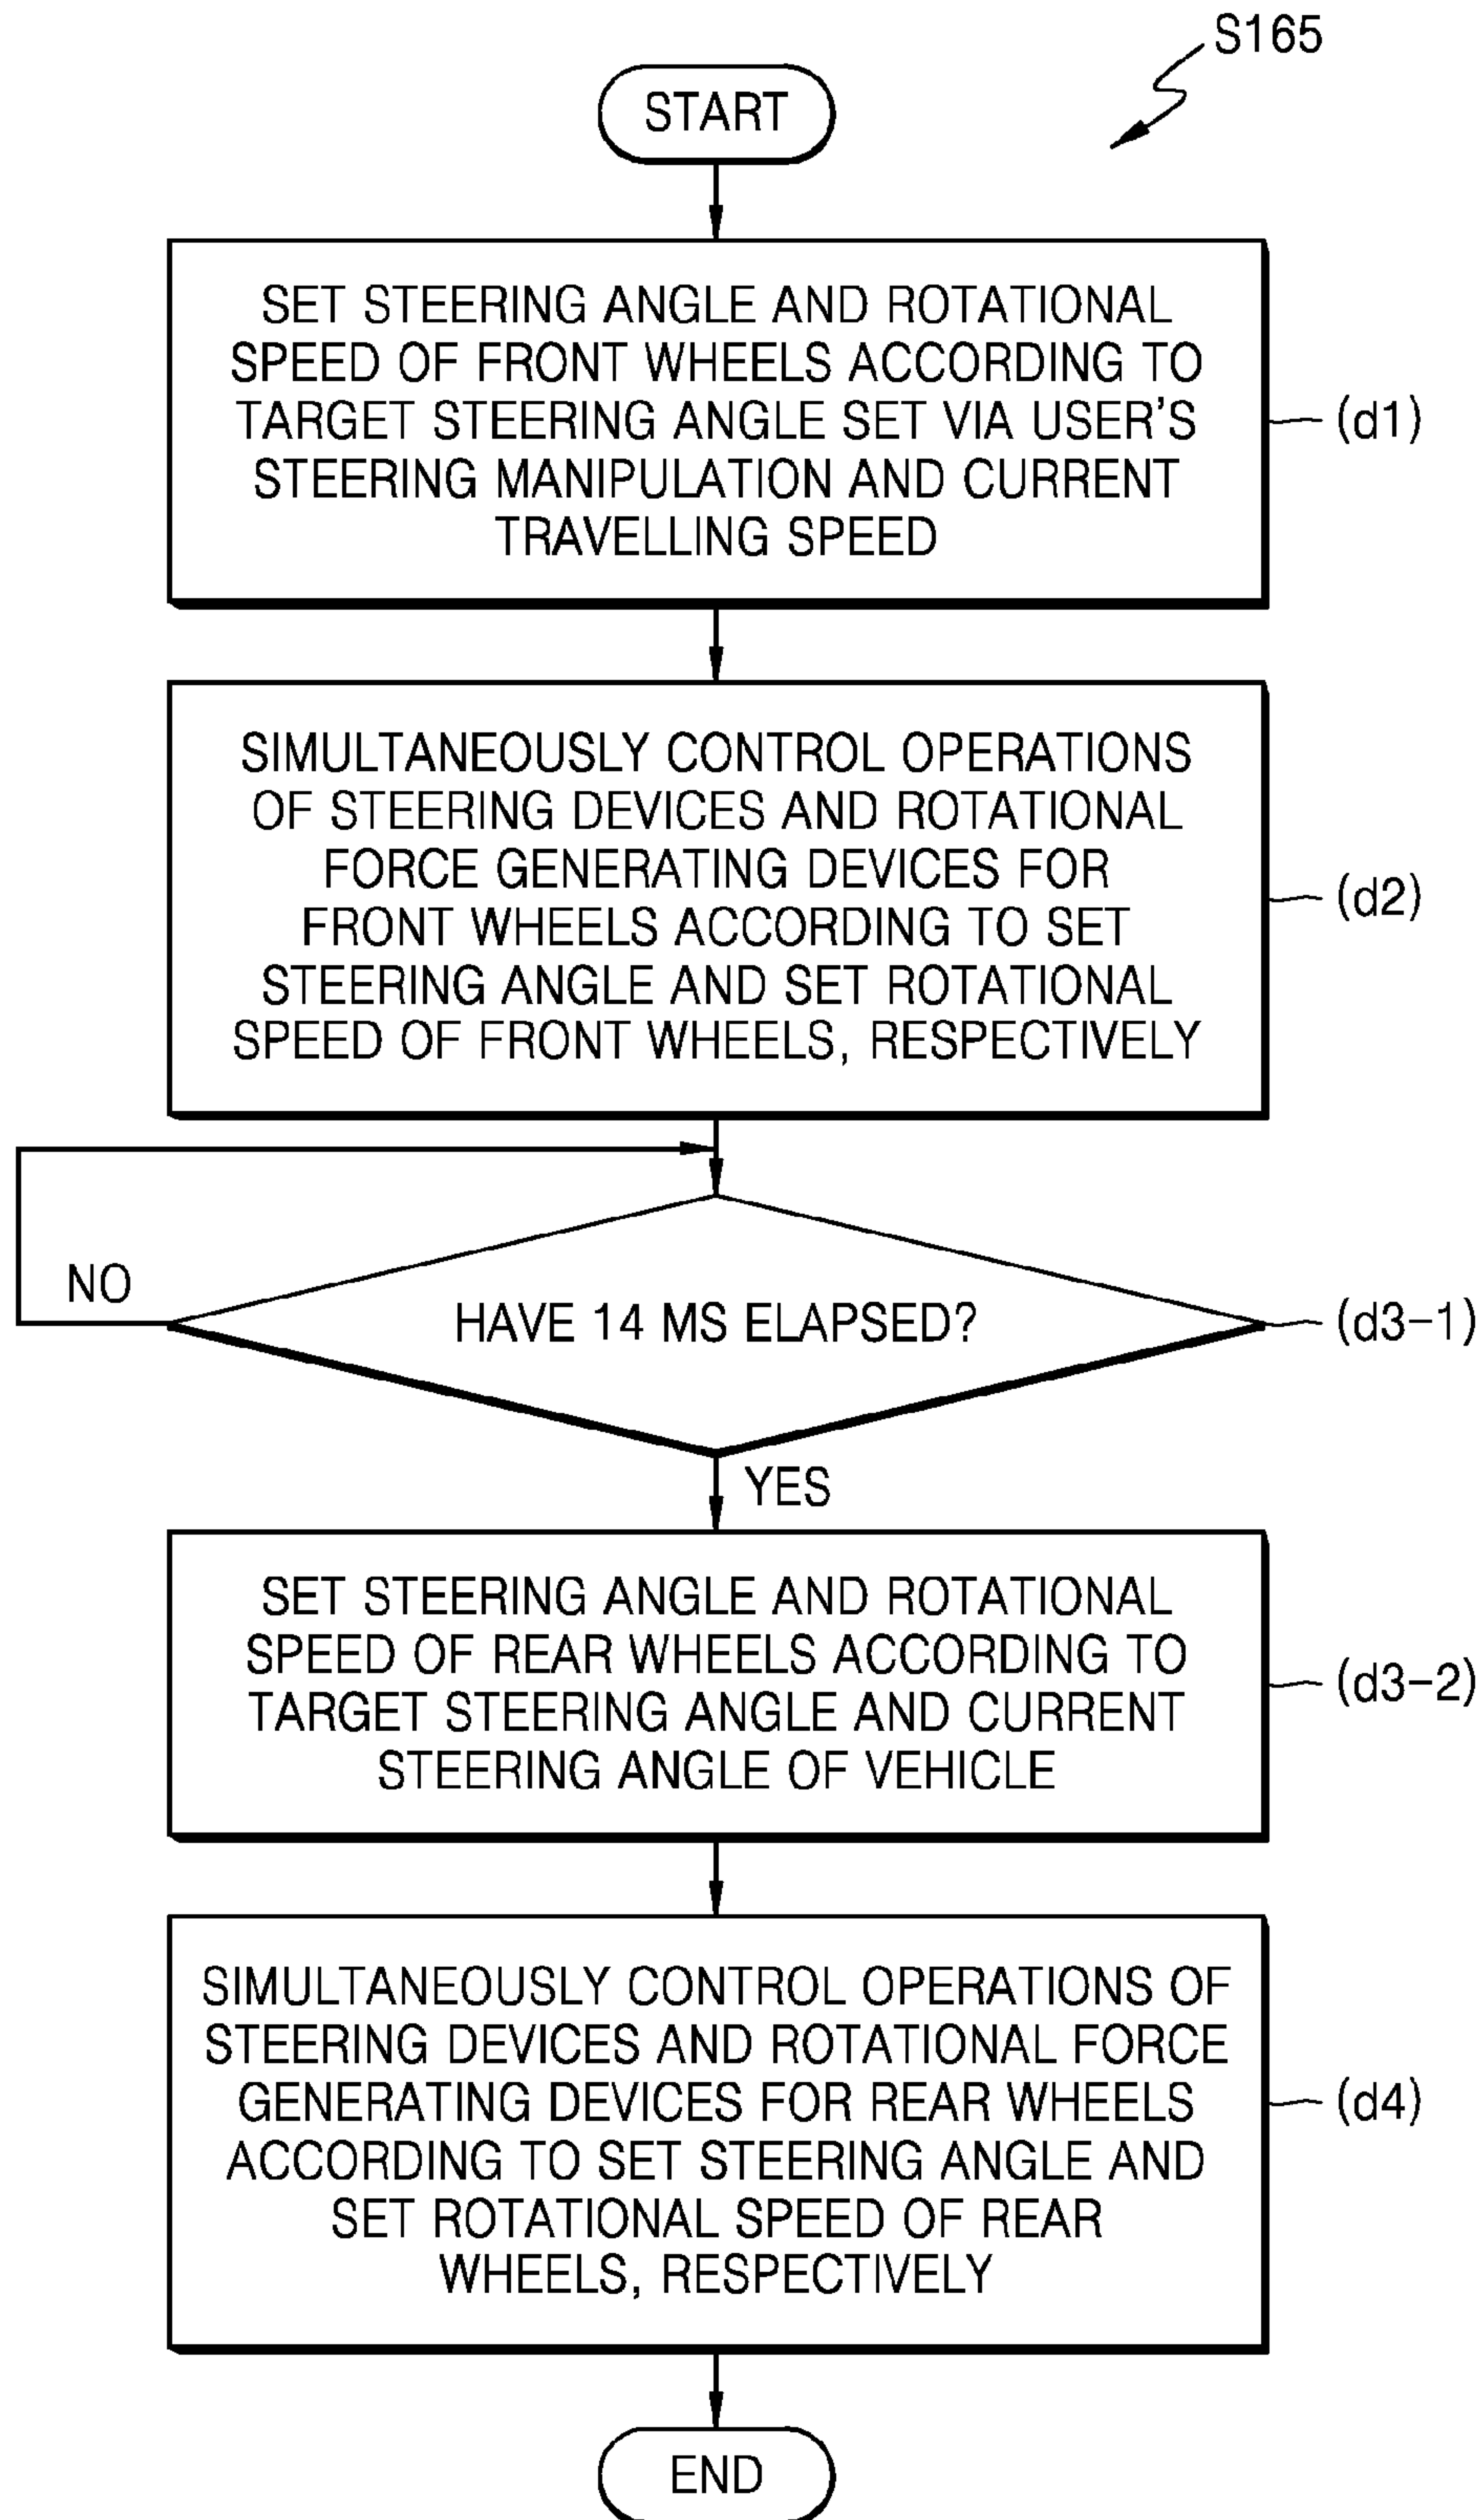 S165
START
SET STEERING ANGLE AND ROTATIONAL
SPEED OF FRONT WHEELS ACCORDING TO
TARGET STEERING ANGLE SET VIA USER'S
STEERING MANIPULATION AND CURRENT
TRAVELLING SPEED
(d1)
SIMULTANEOUSLY CONTROL OPERATIONS
OF STEERING DEVICES AND ROTATIONAL
FORCE GENERATING DEVICES FOR
FRONT WHEELS ACCORDING TO SET
STEERING ANGLE AND SET ROTATIONAL
SPEED OF FRONT WHEELS, RESPECTIVELY
(d2)
NO
HAVE 14 MS ELAPSED?
(d3-1)
YES
SET STEERING ANGLE AND ROTATIONAL
SPEED OF REAR WHEELS ACCORDING TO
TARGET STEERING ANGLE AND CURRENT
STEERING ANGLE OF VEHICLE
(d3-2)
SIMULTANEOUSLY CONTROL OPERATIONS OF
STEERING DEVICES AND ROTATIONAL FORCE
GENERATING DEVICES FOR REAR WHEELS
ACCORDING TO SET STEERING ANGLE AND
SET ROTATIONAL SPEED OF REAR
WHEELS, RESPECTIVELY
(d4)
END